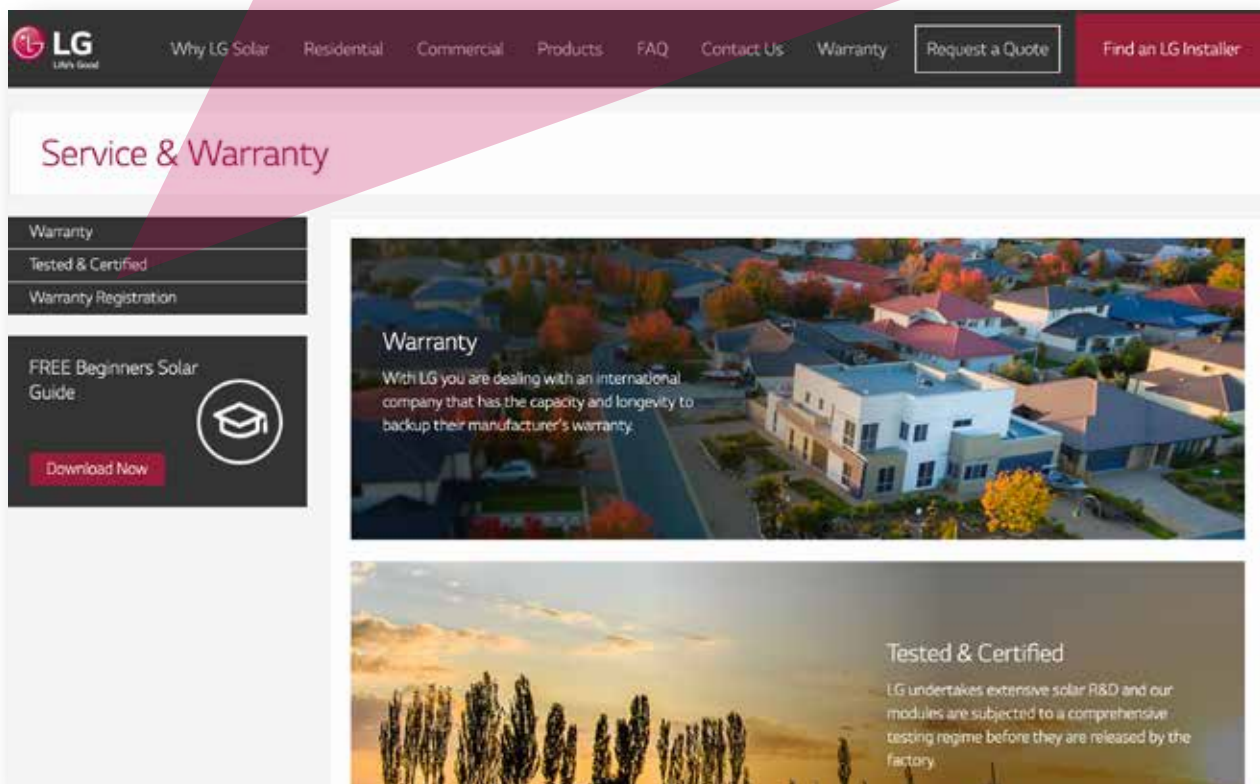 LG
Life's Good
Why LG Solar
Residential
Commercial
Products
FAQ
Contact Us
Warranty
Request a Quote
Find an LG Installer
Service & Warranty
Warranty
Tested & Certified
Warranty Registration
FREE Beginners Solar
Guide
Download Now
Warranty
With LG you are dealing with an international
company that has the capacity and longevity to
backup their manufacturer's warranty.
Tested & Certified
LG undertakes extensive solar R&D and our
modules are subjected to a comprehensive
testing regime before they are released by the
factory.